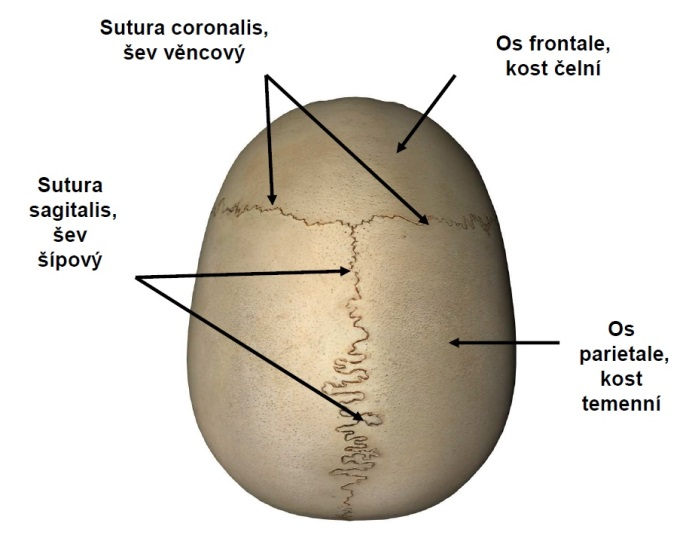 Sutura coronalis,
šev věncový
Os frontale,
kost čelní
Sutura
sagitalis,
šev
šípový
Os
parietale,
kost
temenní